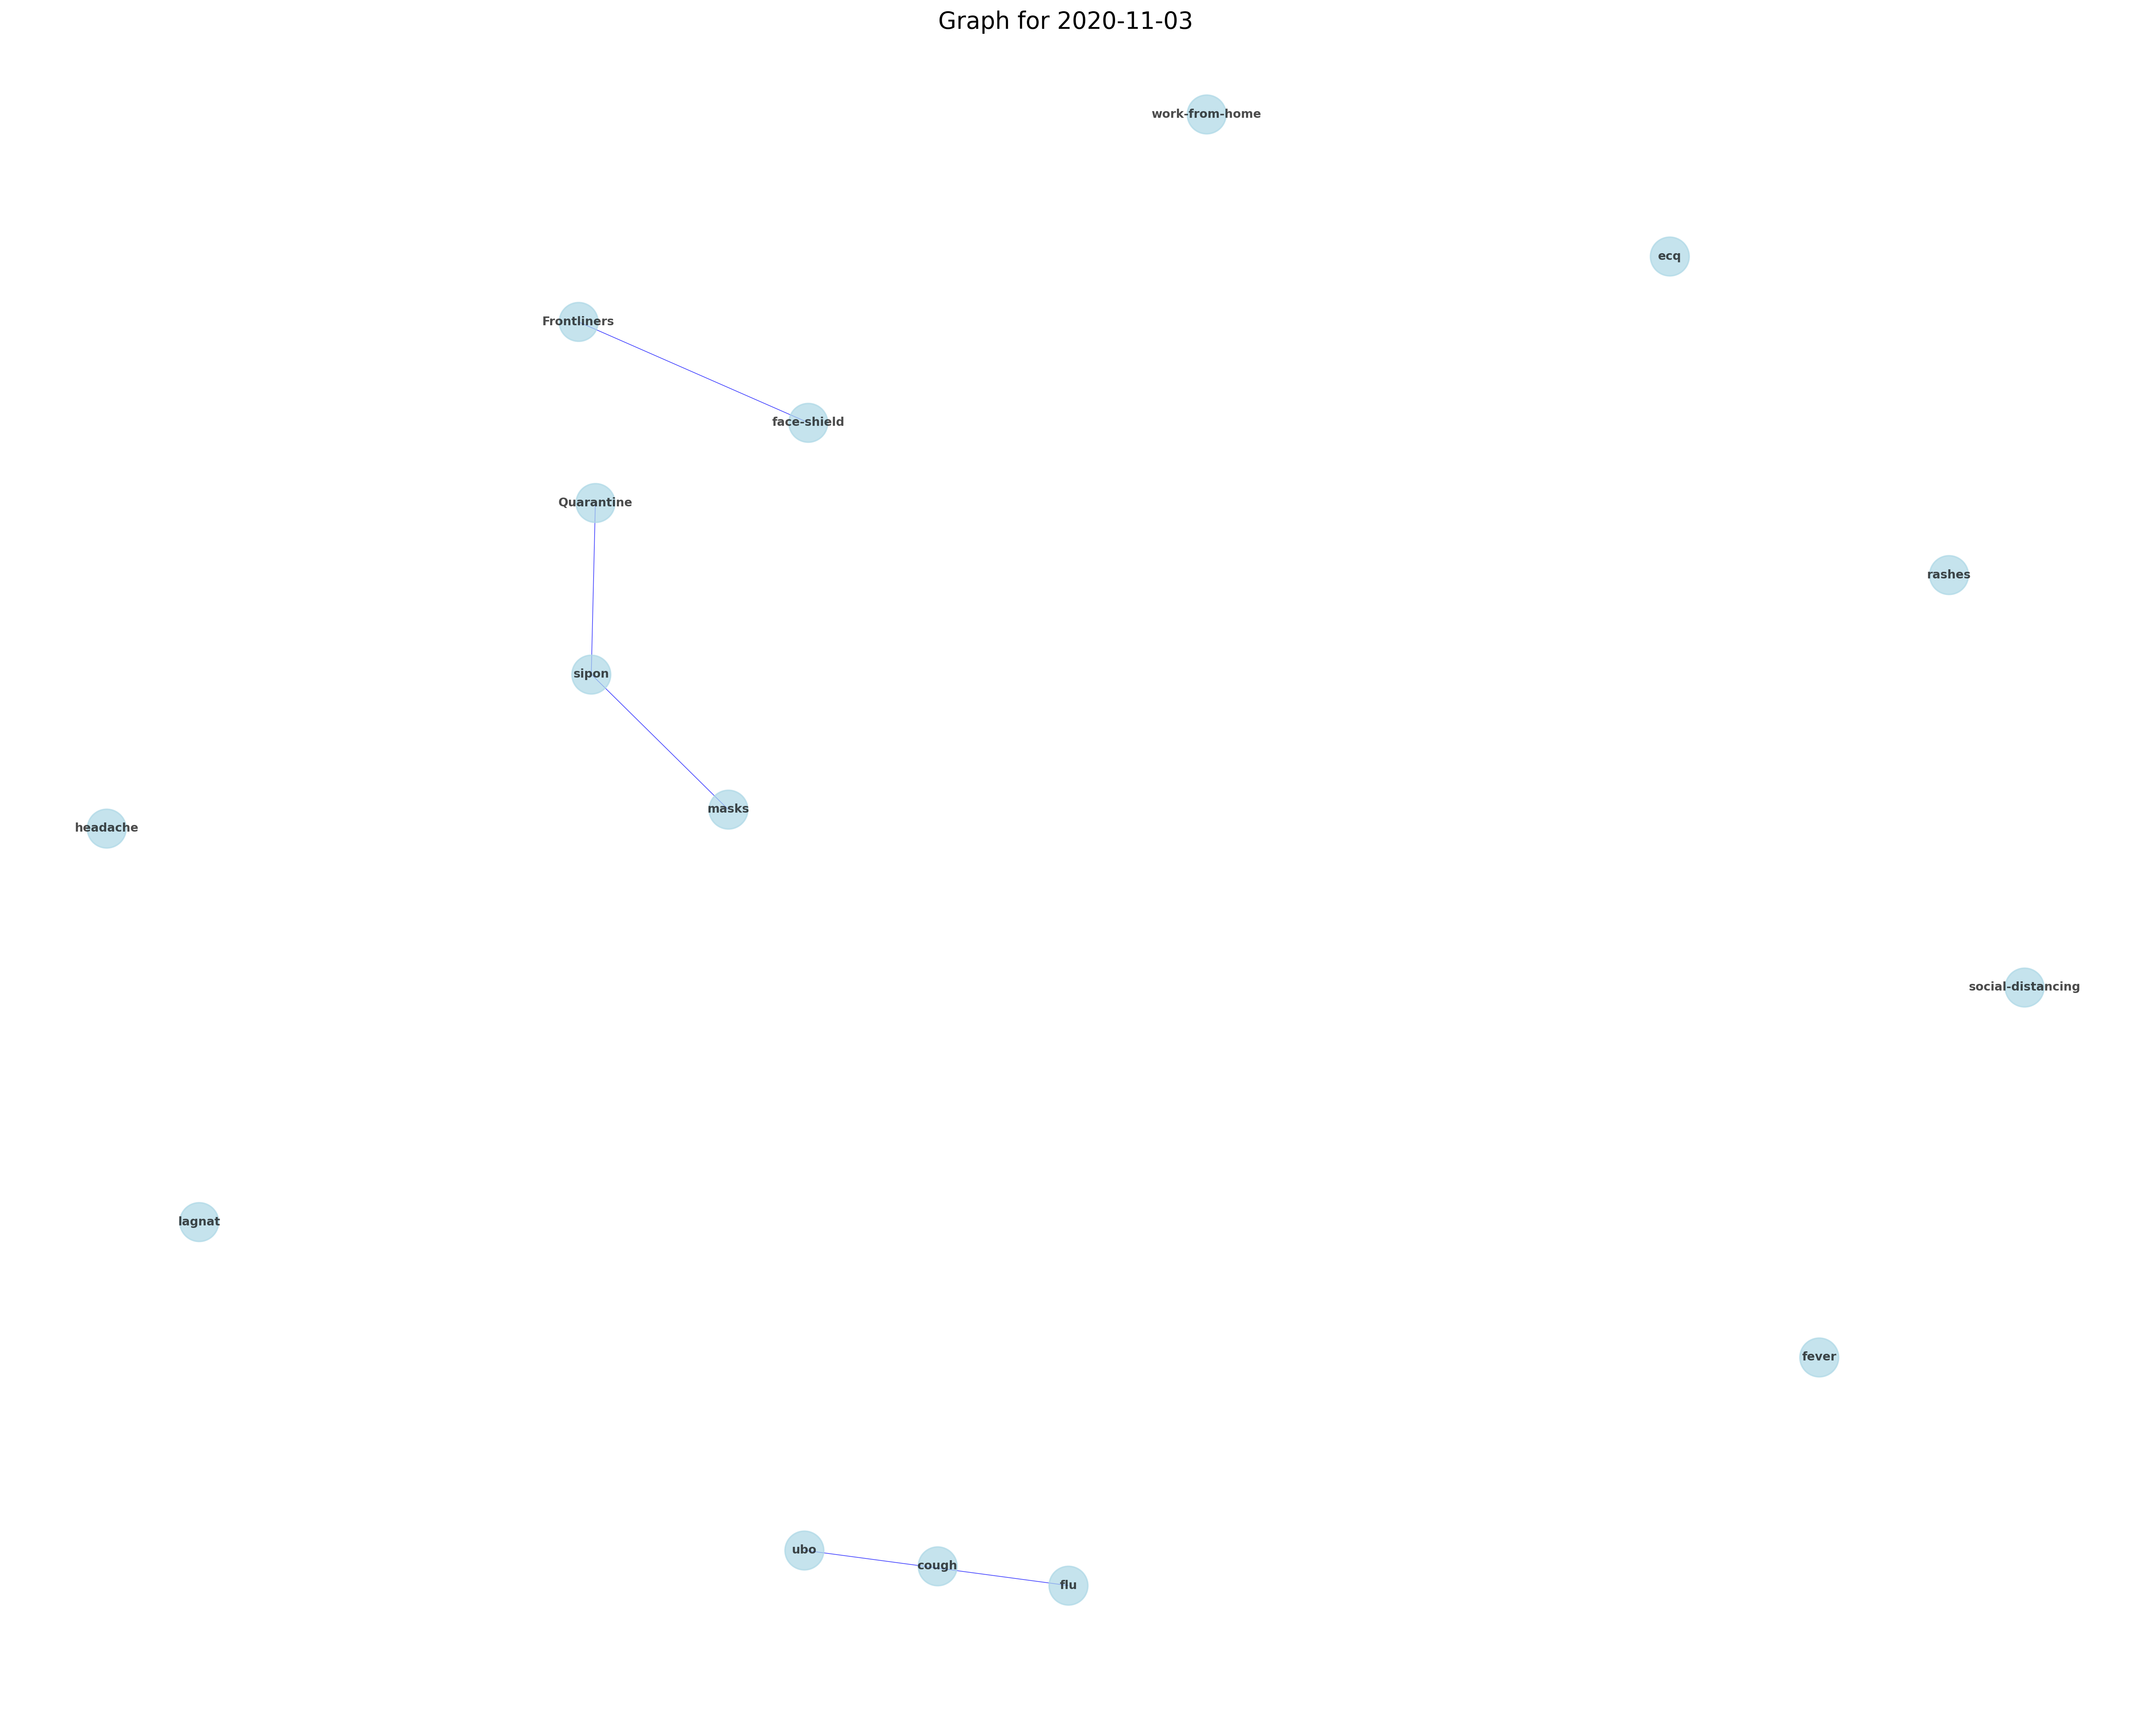 Graph for 2020-11-03
work-from-home
ecq
Frontliners
face-shield
Quarantine
rashes
sipon
masks
headache
social-distancing
lagnat
fever
ubo
cough
flu